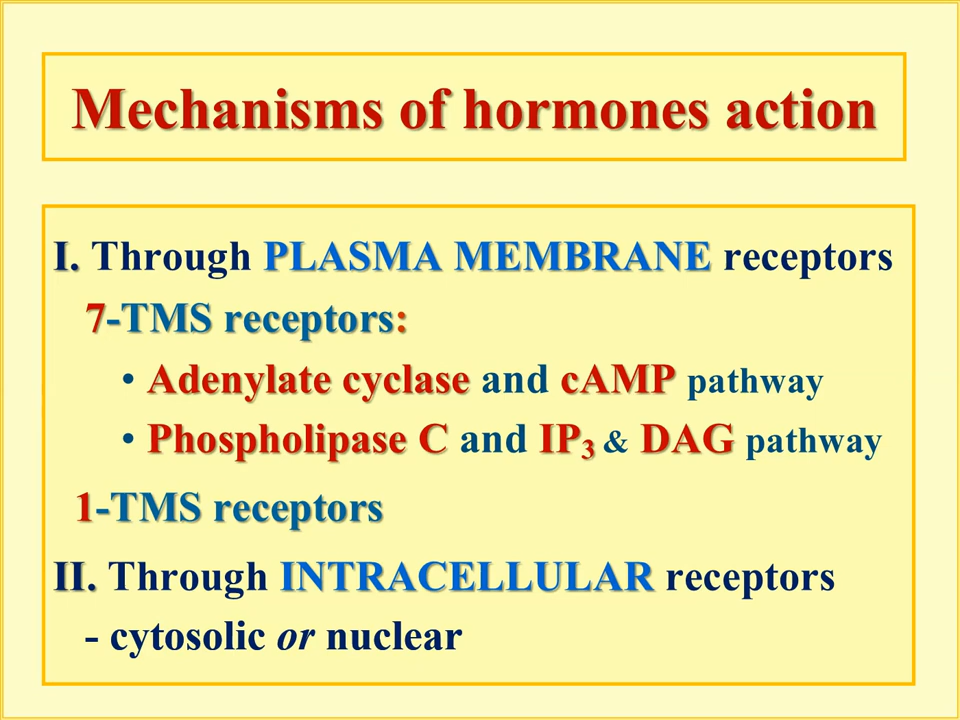 Mechanisms of hormones action
I. Through PLASMA MEMBRANE receptors
7-TMS receptors:
• Adenylate cyclase and cAMP pathway
• Phospholipase C and IP₃ & DAG pathway
1-TMS receptors
II. Through INTRACELLULAR receptors
- cytosolic or nuclear